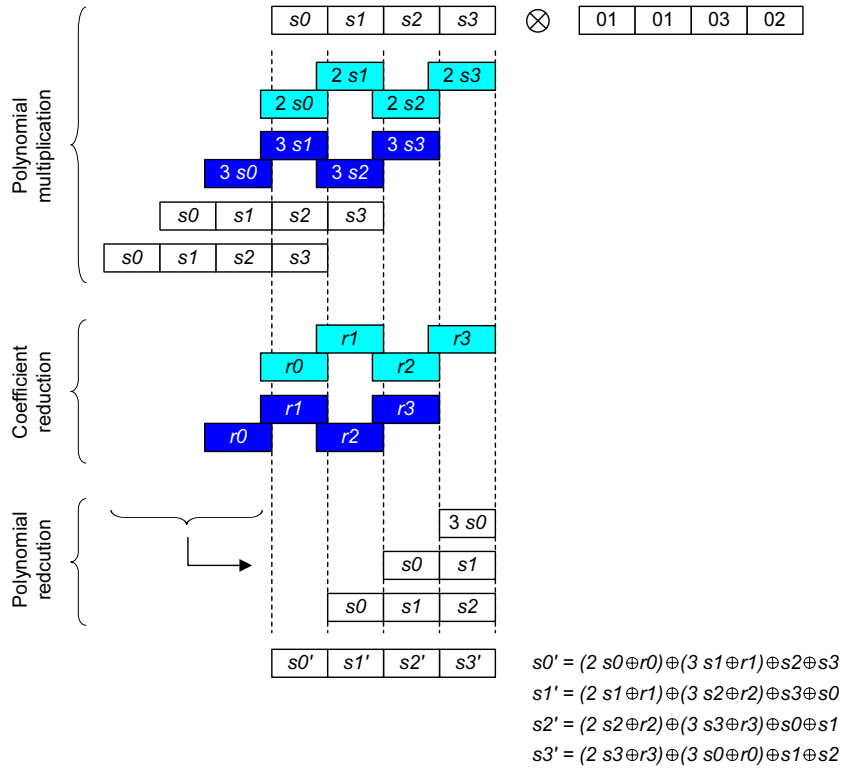 s0 s1 s2 s3 ⊗ 01 01 03 02
Polynomial
multiplication
2 s1 2 s3
2 s0 2 s2
3 s1 3 s3
3 s0 3 s2
s0 s1 s2 s3
s0 s1 s2 s3
Coefficient
reduction
r1 r3
r0 r2
r1 r3
r0 r2
Polynomial
redcution
3 s0
s0 s1
s0 s1 s2
s0' s1' s2' s3'
s0' = (2 s0⊕r0)⊕(3 s1⊕r1)⊕s2⊕s3
s1' = (2 s1⊕r1)⊕(3 s2⊕r2)⊕s3⊕s0
s2' = (2 s2⊕r2)⊕(3 s3⊕r3)⊕s0⊕s1
s3' = (2 s3⊕r3)⊕(3 s0⊕r0)⊕s1⊕s2